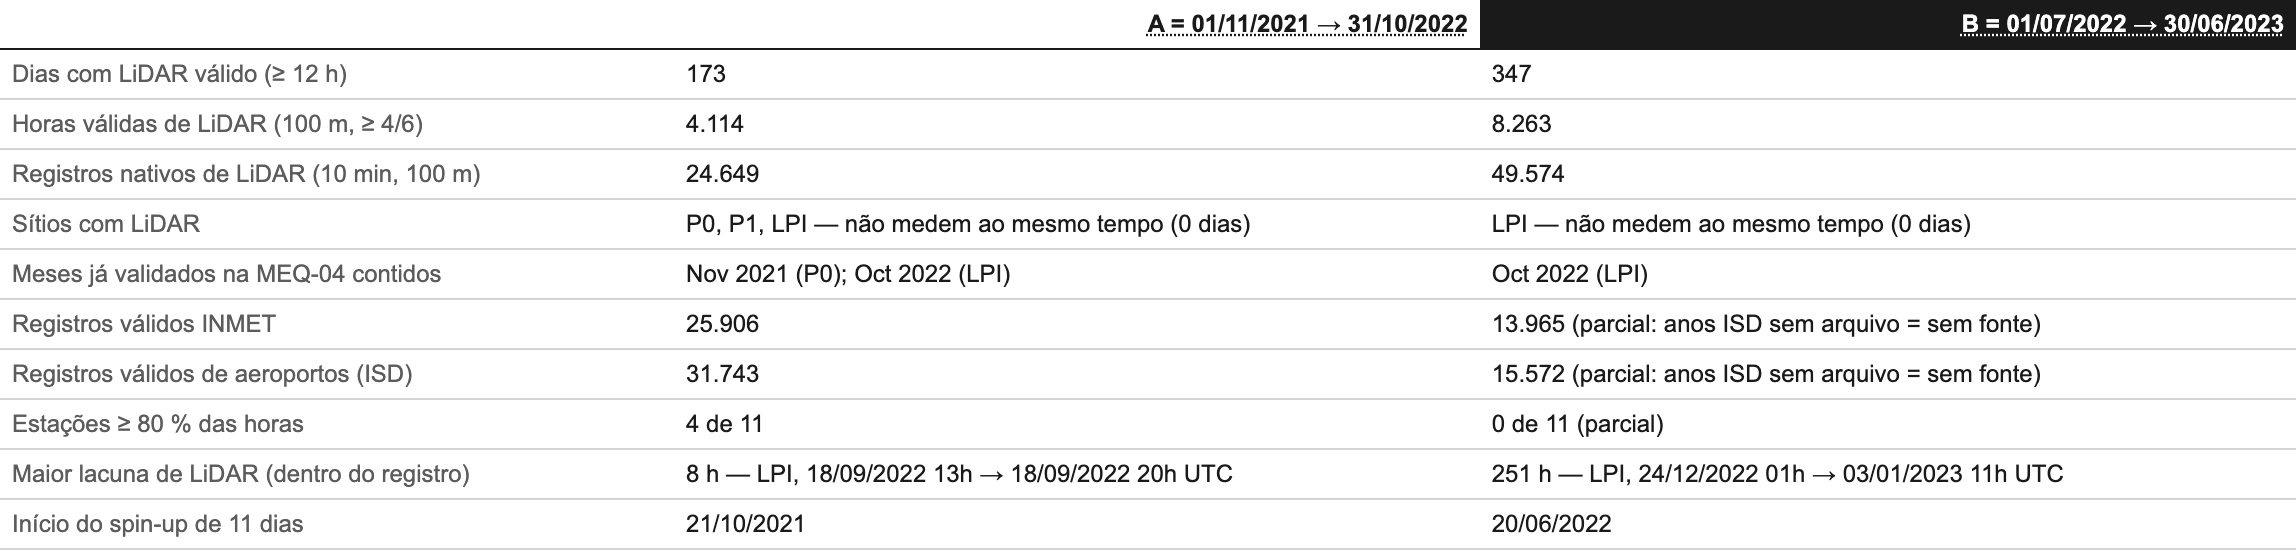 A = 01/11/2021 → 31/10/2022 B = 01/07/2022 → 30/06/2023
Dias com LiDAR válido (≥ 12 h) 173 347
Horas válidas de LiDAR (100 m, ≥ 4/6) 4.114 8.263
Registros nativos de LiDAR (10 min, 100 m) 24.649 49.574
Sítios com LiDAR P0, P1, LPI — não medem ao mesmo tempo (0 dias) LPI — não medem ao mesmo tempo (0 dias)
Meses já validados na MEQ-04 contidos Nov 2021 (P0); Oct 2022 (LPI) Oct 2022 (LPI)
Registros válidos INMET 25.906 13.965 (parcial: anos ISD sem arquivo = sem fonte)
Registros válidos de aeroportos (ISD) 31.743 15.572 (parcial: anos ISD sem arquivo = sem fonte)
Estações ≥ 80 % das horas 4 de 11 0 de 11 (parcial)
Maior lacuna de LiDAR (dentro do registro) 8 h — LPI, 18/09/2022 13h → 18/09/2022 20h UTC 251 h — LPI, 24/12/2022 01h → 03/01/2023 11h UTC
Início do spin-up de 11 dias 21/10/2021 20/06/2022